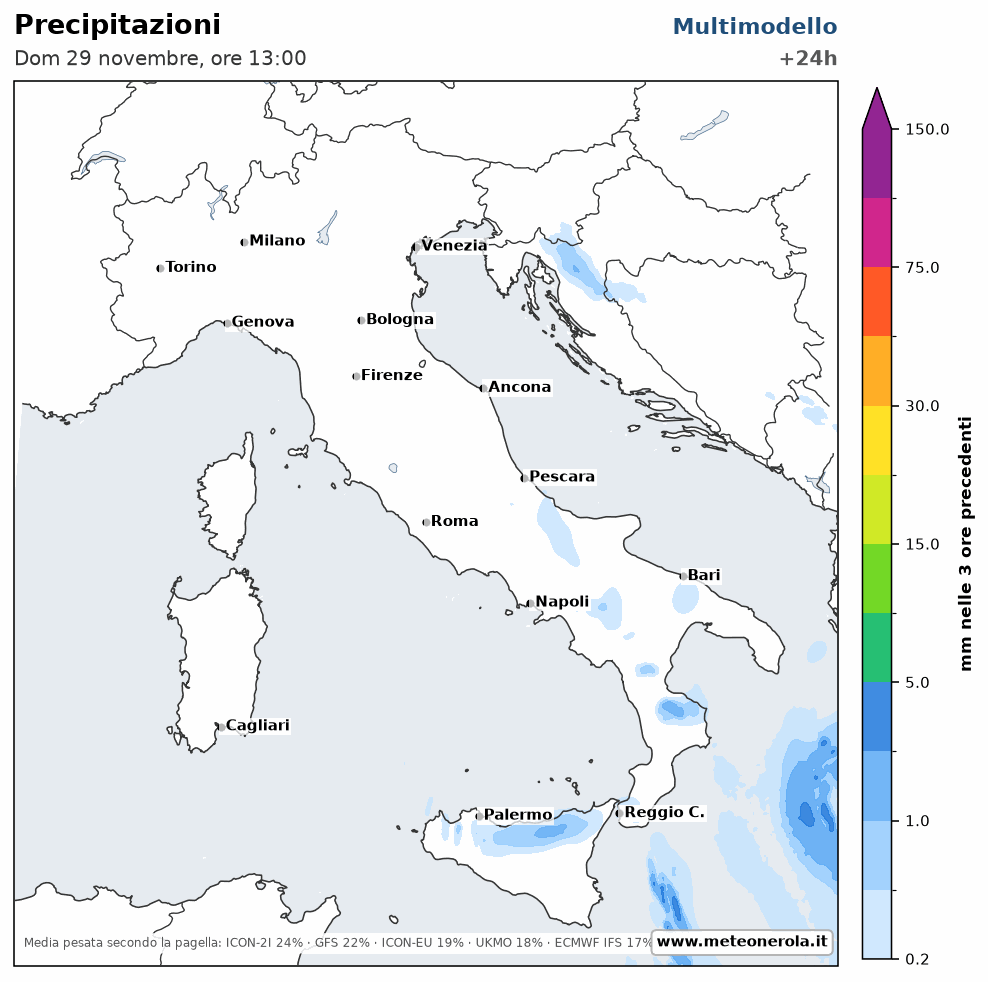 Precipitazioni
Multimodello
Dom 29 novembre, ore 13:00
+24h
150.0
75.0
30.0
15.0
5.0
1.0
0.2
mm nelle 3 ore precedenti
Milano
Venezia
Torino
Genova
Bologna
Firenze
Ancona
Pescara
Roma
Bari
Napoli
Cagliari
Palermo
Reggio C.
Media pesata secondo la pagella: ICON-2I 24% · GFS 22% · ICON-EU 19% · UKMO 18% · ECMWF IFS 17%
www.meteonerola.it